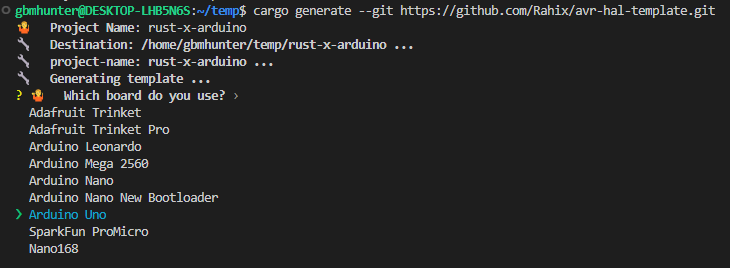 gbmhunter@DESKTOP-LHB5N6S:~/temp$ cargo generate --git https://github.com/Rahix/avr-hal-template.git
Project Name: rust-x-arduino
Destination: /home/gbmhunter/temp/rust-x-arduino ...
project-name: rust-x-arduino ...
Generating template ...
? Which board do you use? ›
Adafruit Trinket
Adafruit Trinket Pro
Arduino Leonardo
Arduino Mega 2560
Arduino Nano
Arduino Nano New Bootloader
❯ Arduino Uno
SparkFun ProMicro
Nano168